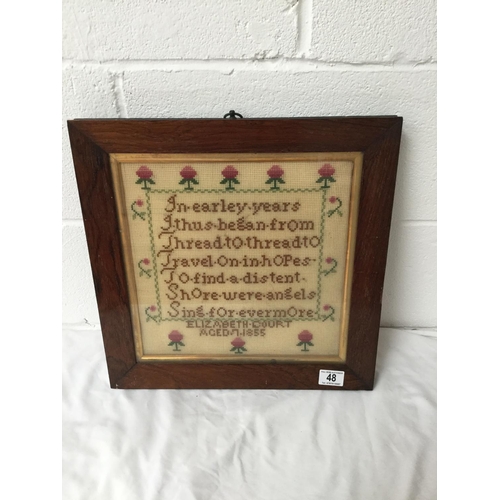 In·earley·years
I·thus·began·from
Thread·to·thread·to
Travel·on·in·hopes·
To·find·a·distent·
Shore·were·angels
Sing·for·evermore
ELIZABETH·COURT
AGED·7·1855
48